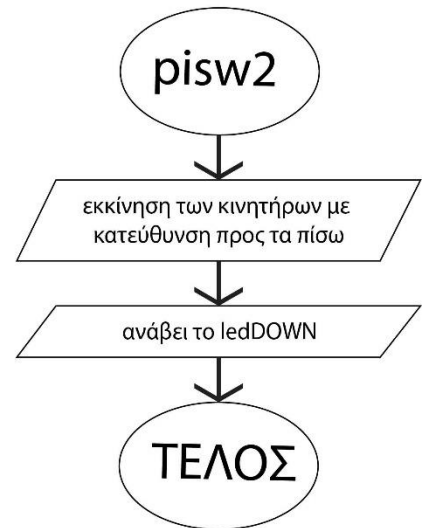 pisw2
εκκίνηση των κινητήρων με
κατεύθυνση προς τα πίσω
ανάβει το ledDOWN
ΤΕΛΟΣ